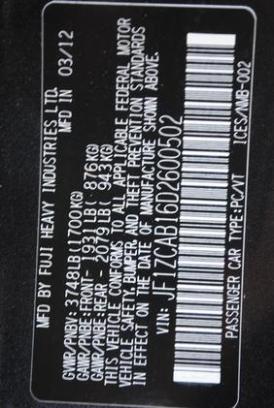 MFD BY FUJI HEAVY INDUSTRIES LTD.
MFD IN 03/12
GVWR/PNBV: 3748LB(1700KG)
GAWR/PNBE:FRONT- 1931LB( 876KG)
GAWR/PNBE:REAR - 2079LB( 943KG)
THIS VEHICLE CONFORMS TO ALL APPLICABLE FEDERAL MOTOR
VEHICLE SAFETY,BUMPER,AND THEFT PREVENTION STANDARDS
IN EFFECT ON THE DATE OF MANUFACTURE SHOWN ABOVE.
VIN: JF1ZCAB16D2600502
PASSENGER CAR TYPE:PC/VT ICES/NMB-002